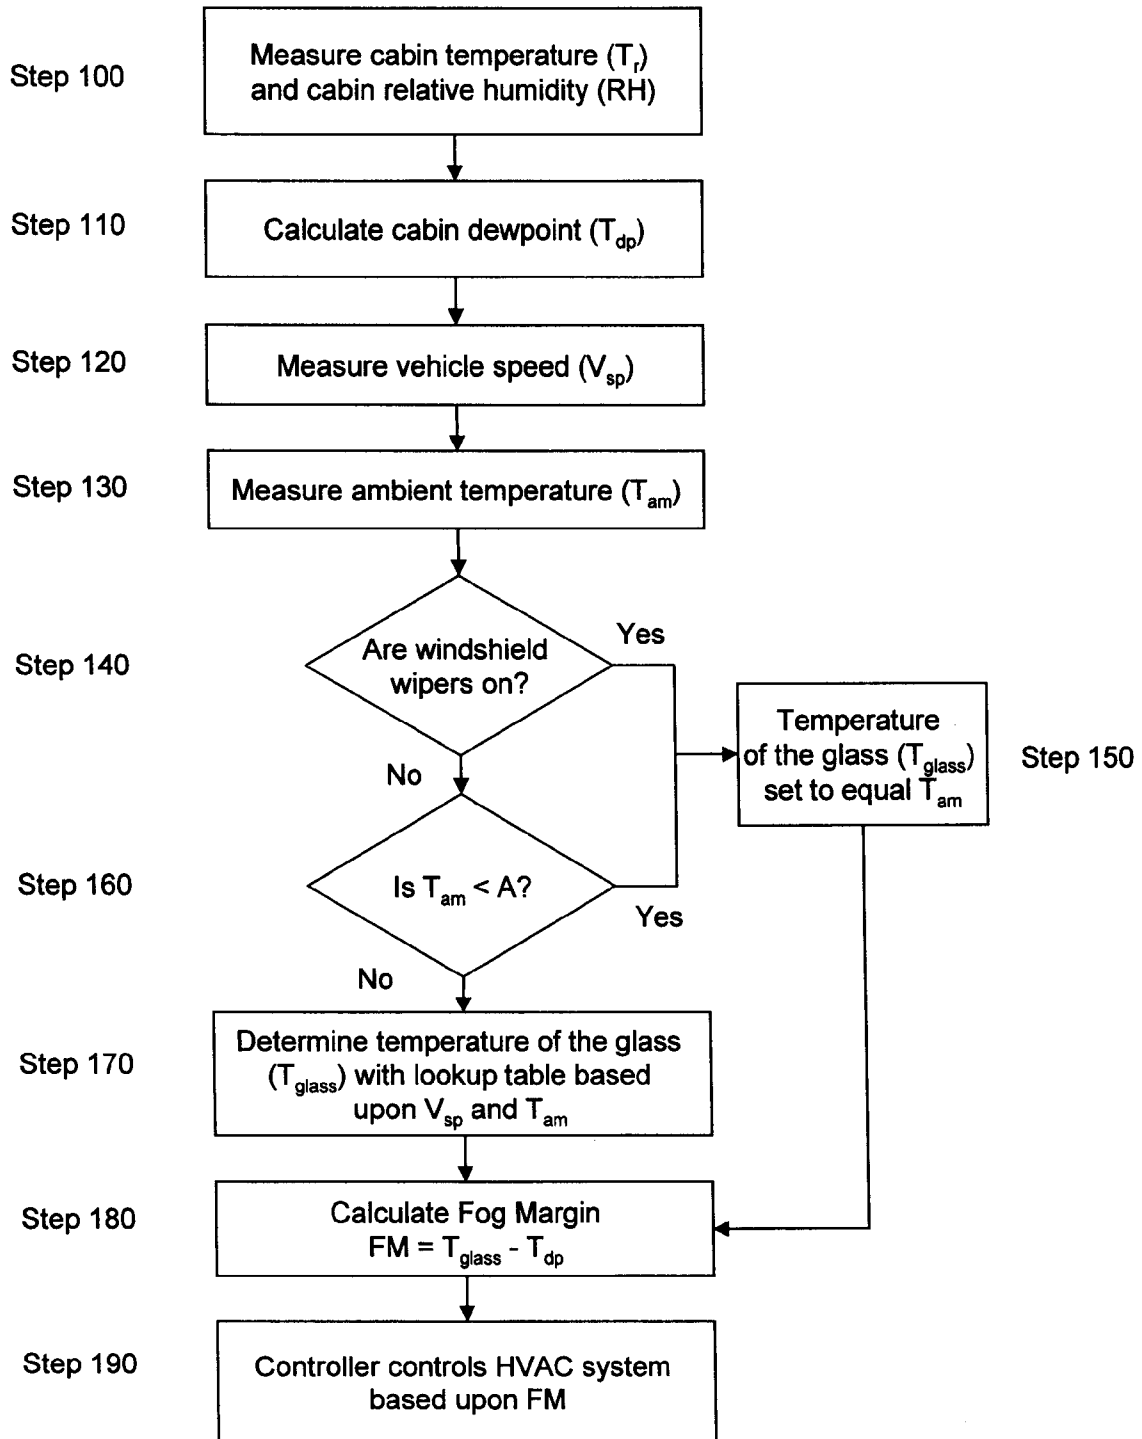 Step 100
Measure cabin temperature (Tr)
and cabin relative humidity (RH)
Step 110
Calculate cabin dewpoint (Tdp)
Step 120
Measure vehicle speed (Vsp)
Step 130
Measure ambient temperature (Tam)
Step 140
Are windshield
wipers on?
Yes
No
Temperature
of the glass (Tglass)
set to equal Tam
Step 150
Step 160
Is Tam < A?
Yes
No
Step 170
Determine temperature of the glass
(Tglass) with lookup table based
upon Vsp and Tam
Step 180
Calculate Fog Margin
FM = Tglass - Tdp
Step 190
Controller controls HVAC system
based upon FM